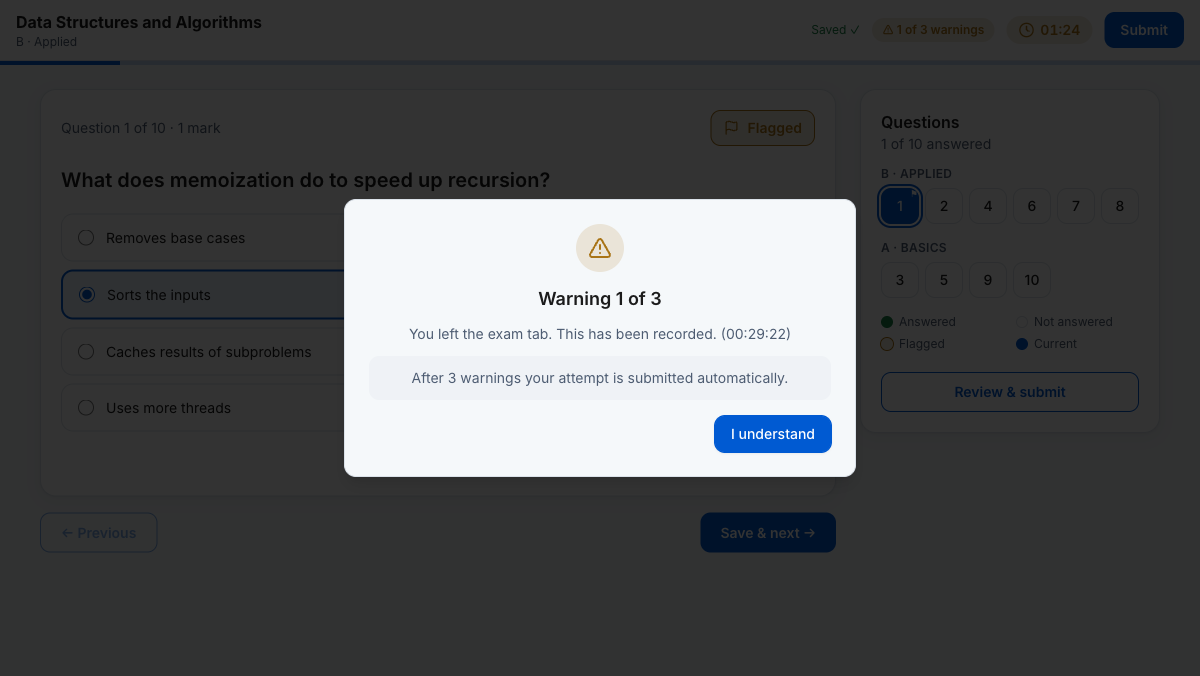 Data Structures and Algorithms
B · Applied
Saved ✓
1 of 3 warnings
01:24
Submit
Question 1 of 10 · 1 mark
Flagged
What does memoization do to speed up recursion?
Removes base cases
Sorts the inputs
Caches results of subproblems
Uses more threads
Warning 1 of 3
You left the exam tab. This has been recorded. (00:29:22)
After 3 warnings your attempt is submitted automatically.
I understand
← Previous
Save & next →
Questions
1 of 10 answered
B · APPLIED
1 2 4 6 7 8
A · BASICS
3 5 9 10
Answered
Not answered
Flagged
Current
Review & submit